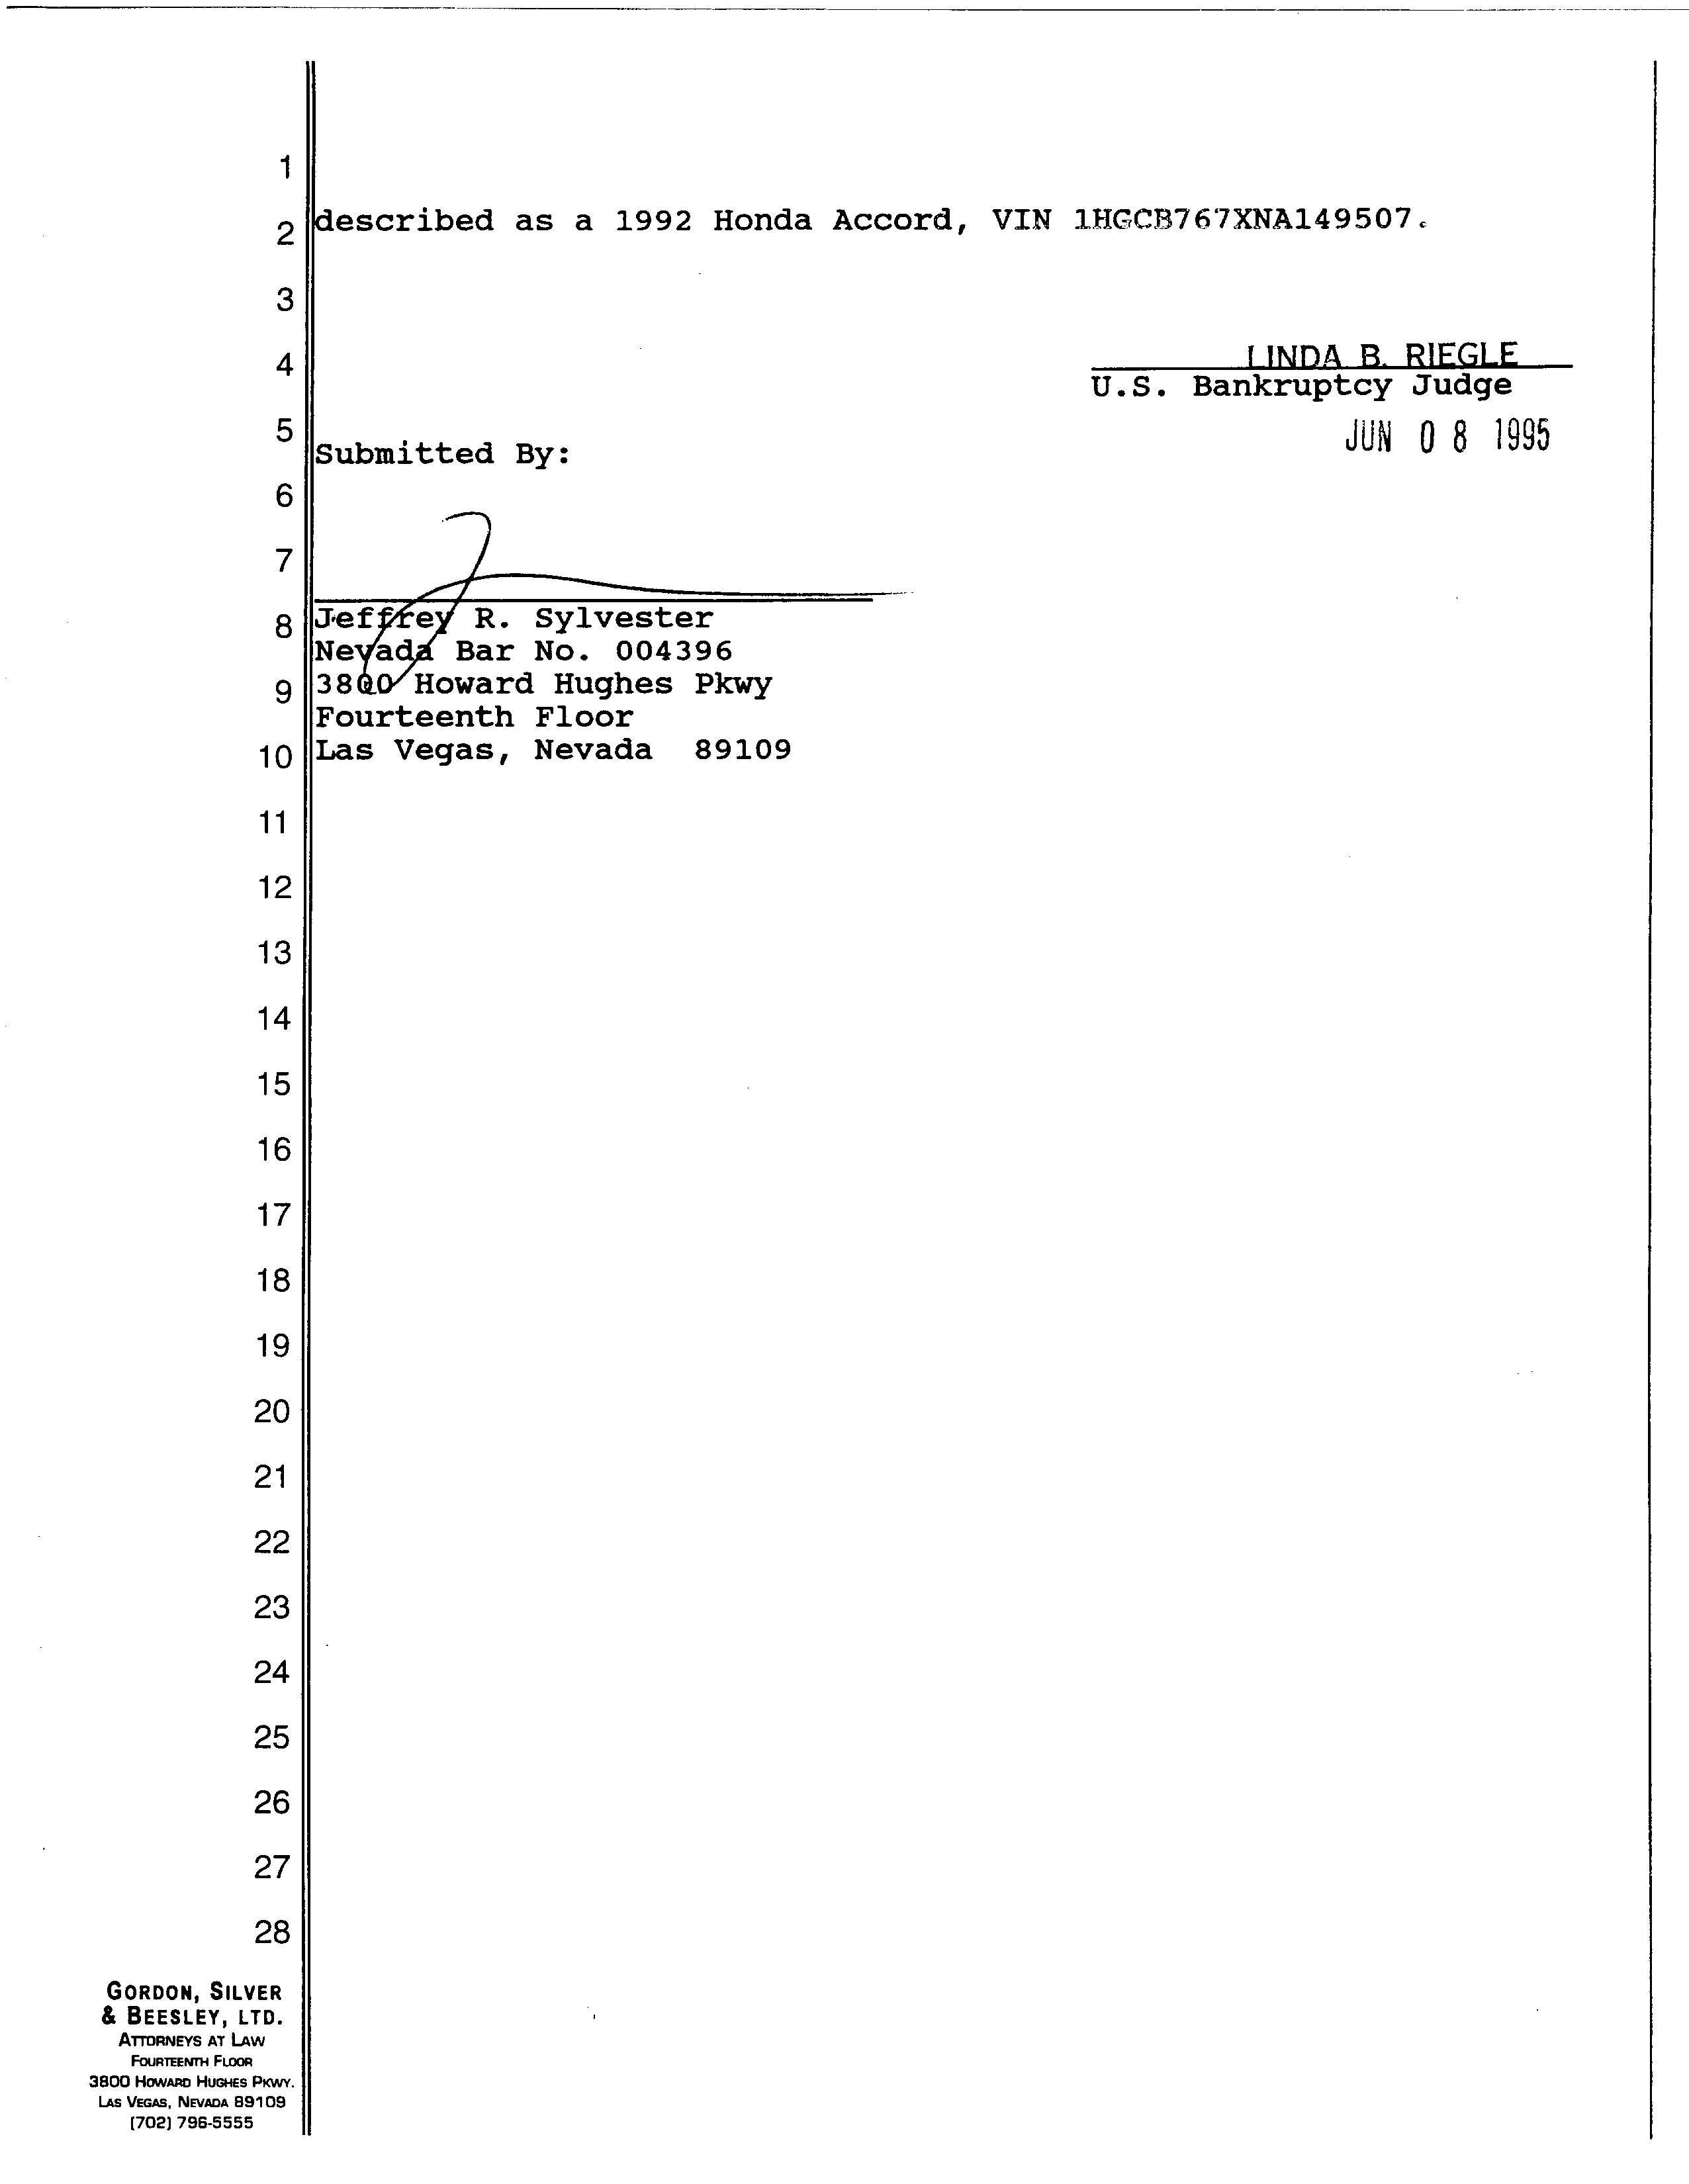 1
2 described as a 1992 Honda Accord, VIN 1HGCB767XNA149507.
3
4 LINDA B. RIEGLE
U.S. Bankruptcy Judge
5 JUN 08 1995
Submitted By:
6
7
8 Jeffrey R. Sylvester
Nevada Bar No. 004396
9 3800 Howard Hughes Pkwy
Fourteenth Floor
10 Las Vegas, Nevada 89109
11
12
13
14
15
16
17
18
19
20
21
22
23
24
25
26
27
28
GORDON, SILVER
& BEESLEY, LTD.
ATTORNEYS AT LAW
FOURTEENTH FLOOR
3800 HOWARD HUGHES PKWY.
LAS VEGAS, NEVADA 89109
(702) 796-5555